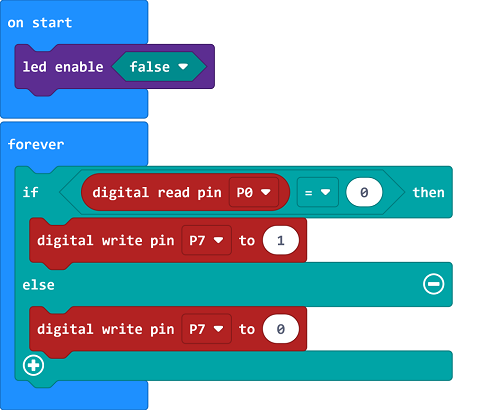 on start
led enable false
forever
if digital read pin P0 = 0 then
digital write pin P7 to 1
else
digital write pin P7 to 0